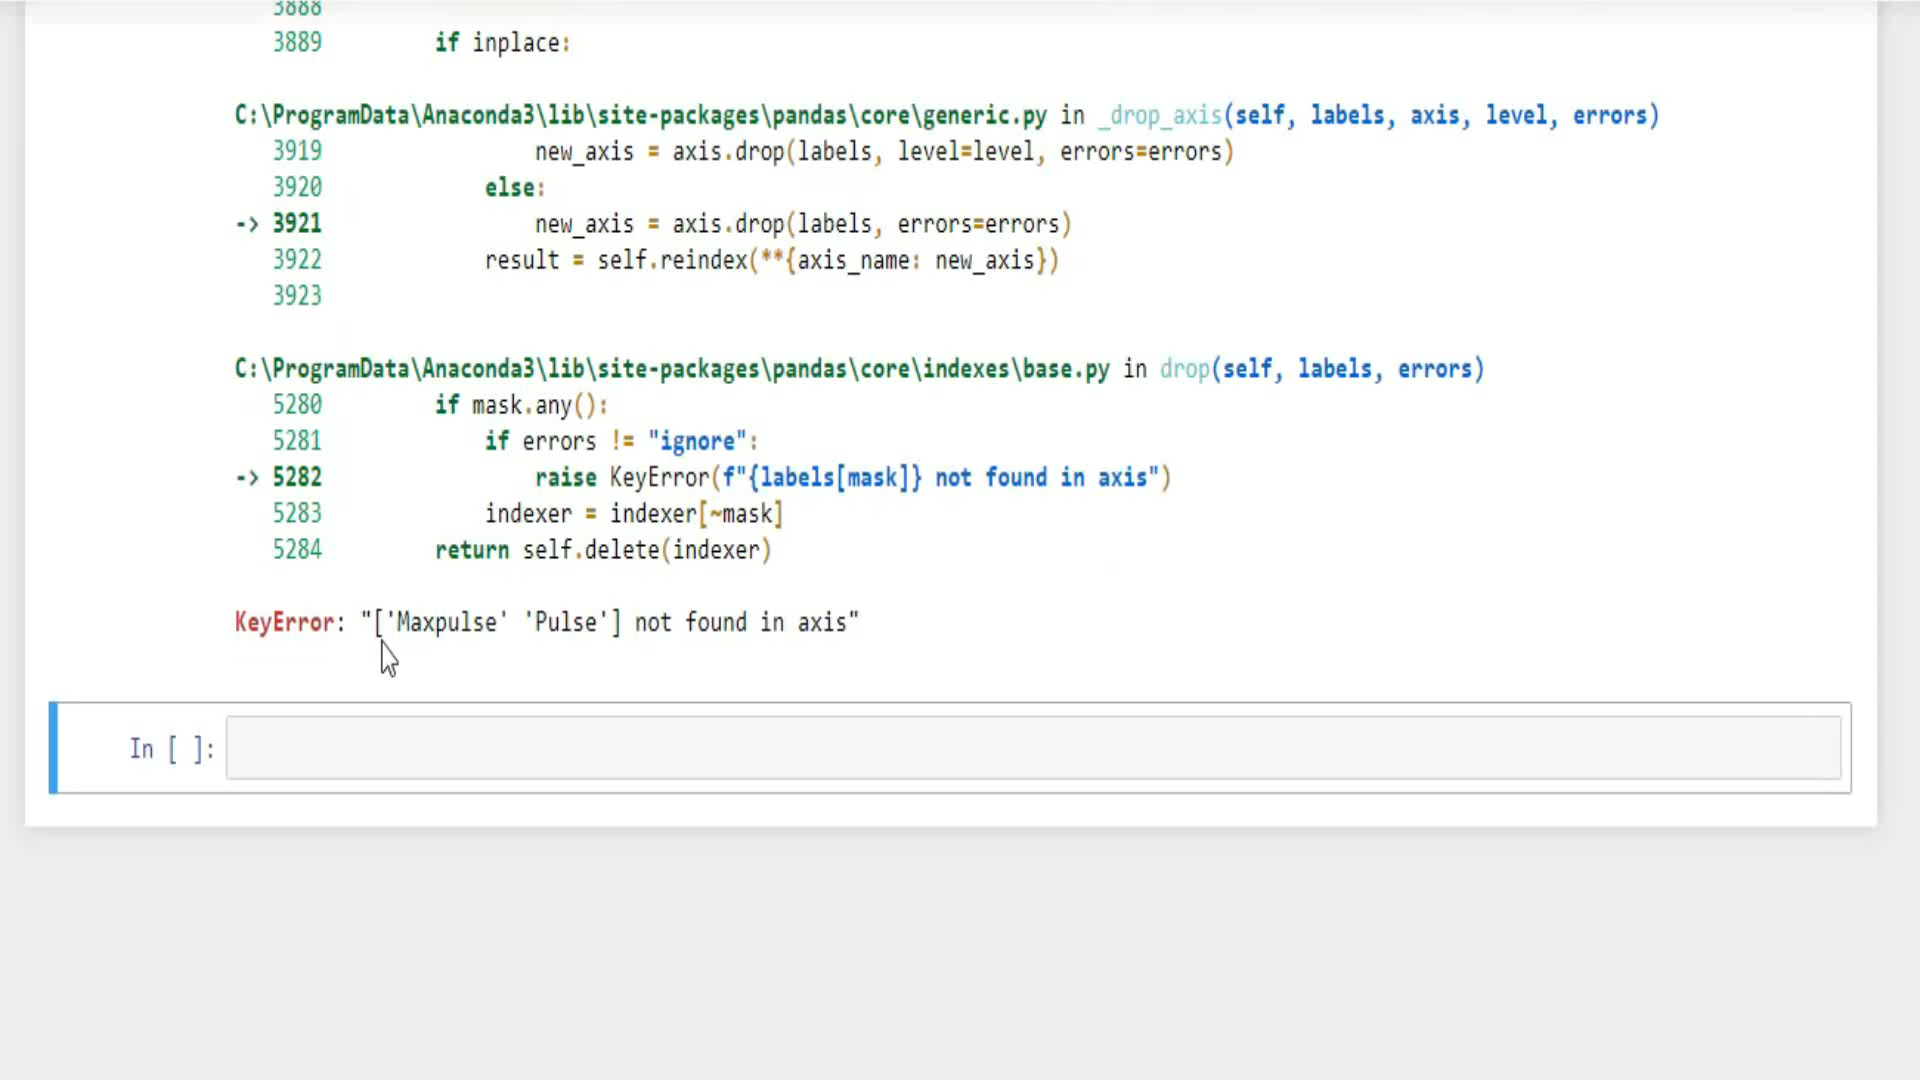 3888
3889 if inplace:
C:\ProgramData\Anaconda3\lib\site-packages\pandas\core\generic.py in _drop_axis(self, labels, axis, level, errors)
3919 new_axis = axis.drop(labels, level=level, errors=errors)
3920 else:
-> 3921 new_axis = axis.drop(labels, errors=errors)
3922 result = self.reindex(**{axis_name: new_axis})
3923
C:\ProgramData\Anaconda3\lib\site-packages\pandas\core\indexes\base.py in drop(self, labels, errors)
5280 if mask.any():
5281 if errors != "ignore":
-> 5282 raise KeyError(f"{labels[mask]} not found in axis")
5283 indexer = indexer[~mask]
5284 return self.delete(indexer)
KeyError: "['Maxpulse' 'Pulse'] not found in axis"
In [ ]: